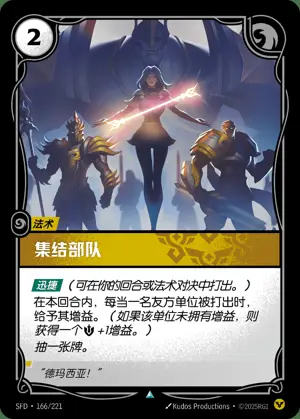 2
法术
集结部队
迅捷 （可在你的回合或法术对决中打出。）
在本回合内，每当一名友方单位被打出时，
给予其增益。（如果该单位未拥有增益，则
获得一个 +1增益。）
抽一张牌。
“德玛西亚！”
SFD • 166/221
Kudos Productions
©2025RGI